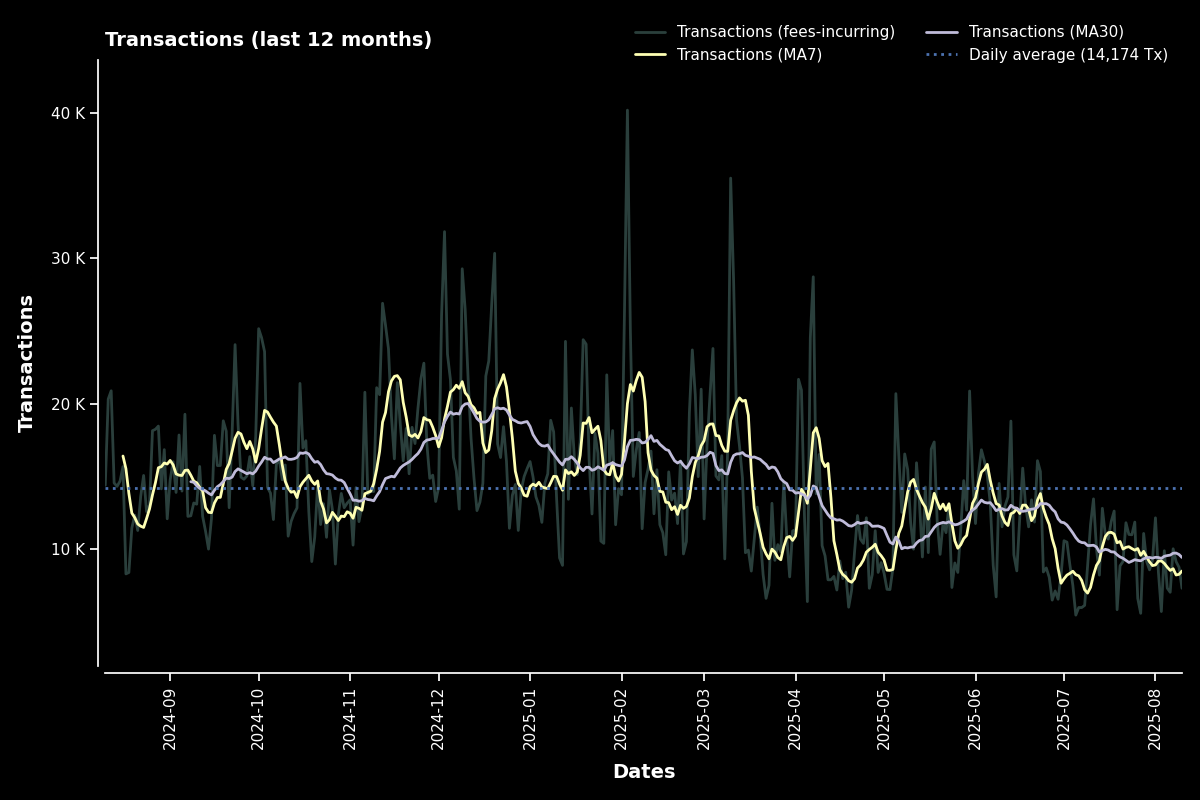 Transactions (last 12 months)
Transactions (fees-incurring)
Transactions (MA7)
Transactions (MA30)
Daily average (14,174 Tx)
Transactions
40 K
30 K
20 K
10 K
2024-09
2024-10
2024-11
2024-12
2025-01
2025-02
2025-03
2025-04
2025-05
2025-06
2025-07
2025-08
Dates